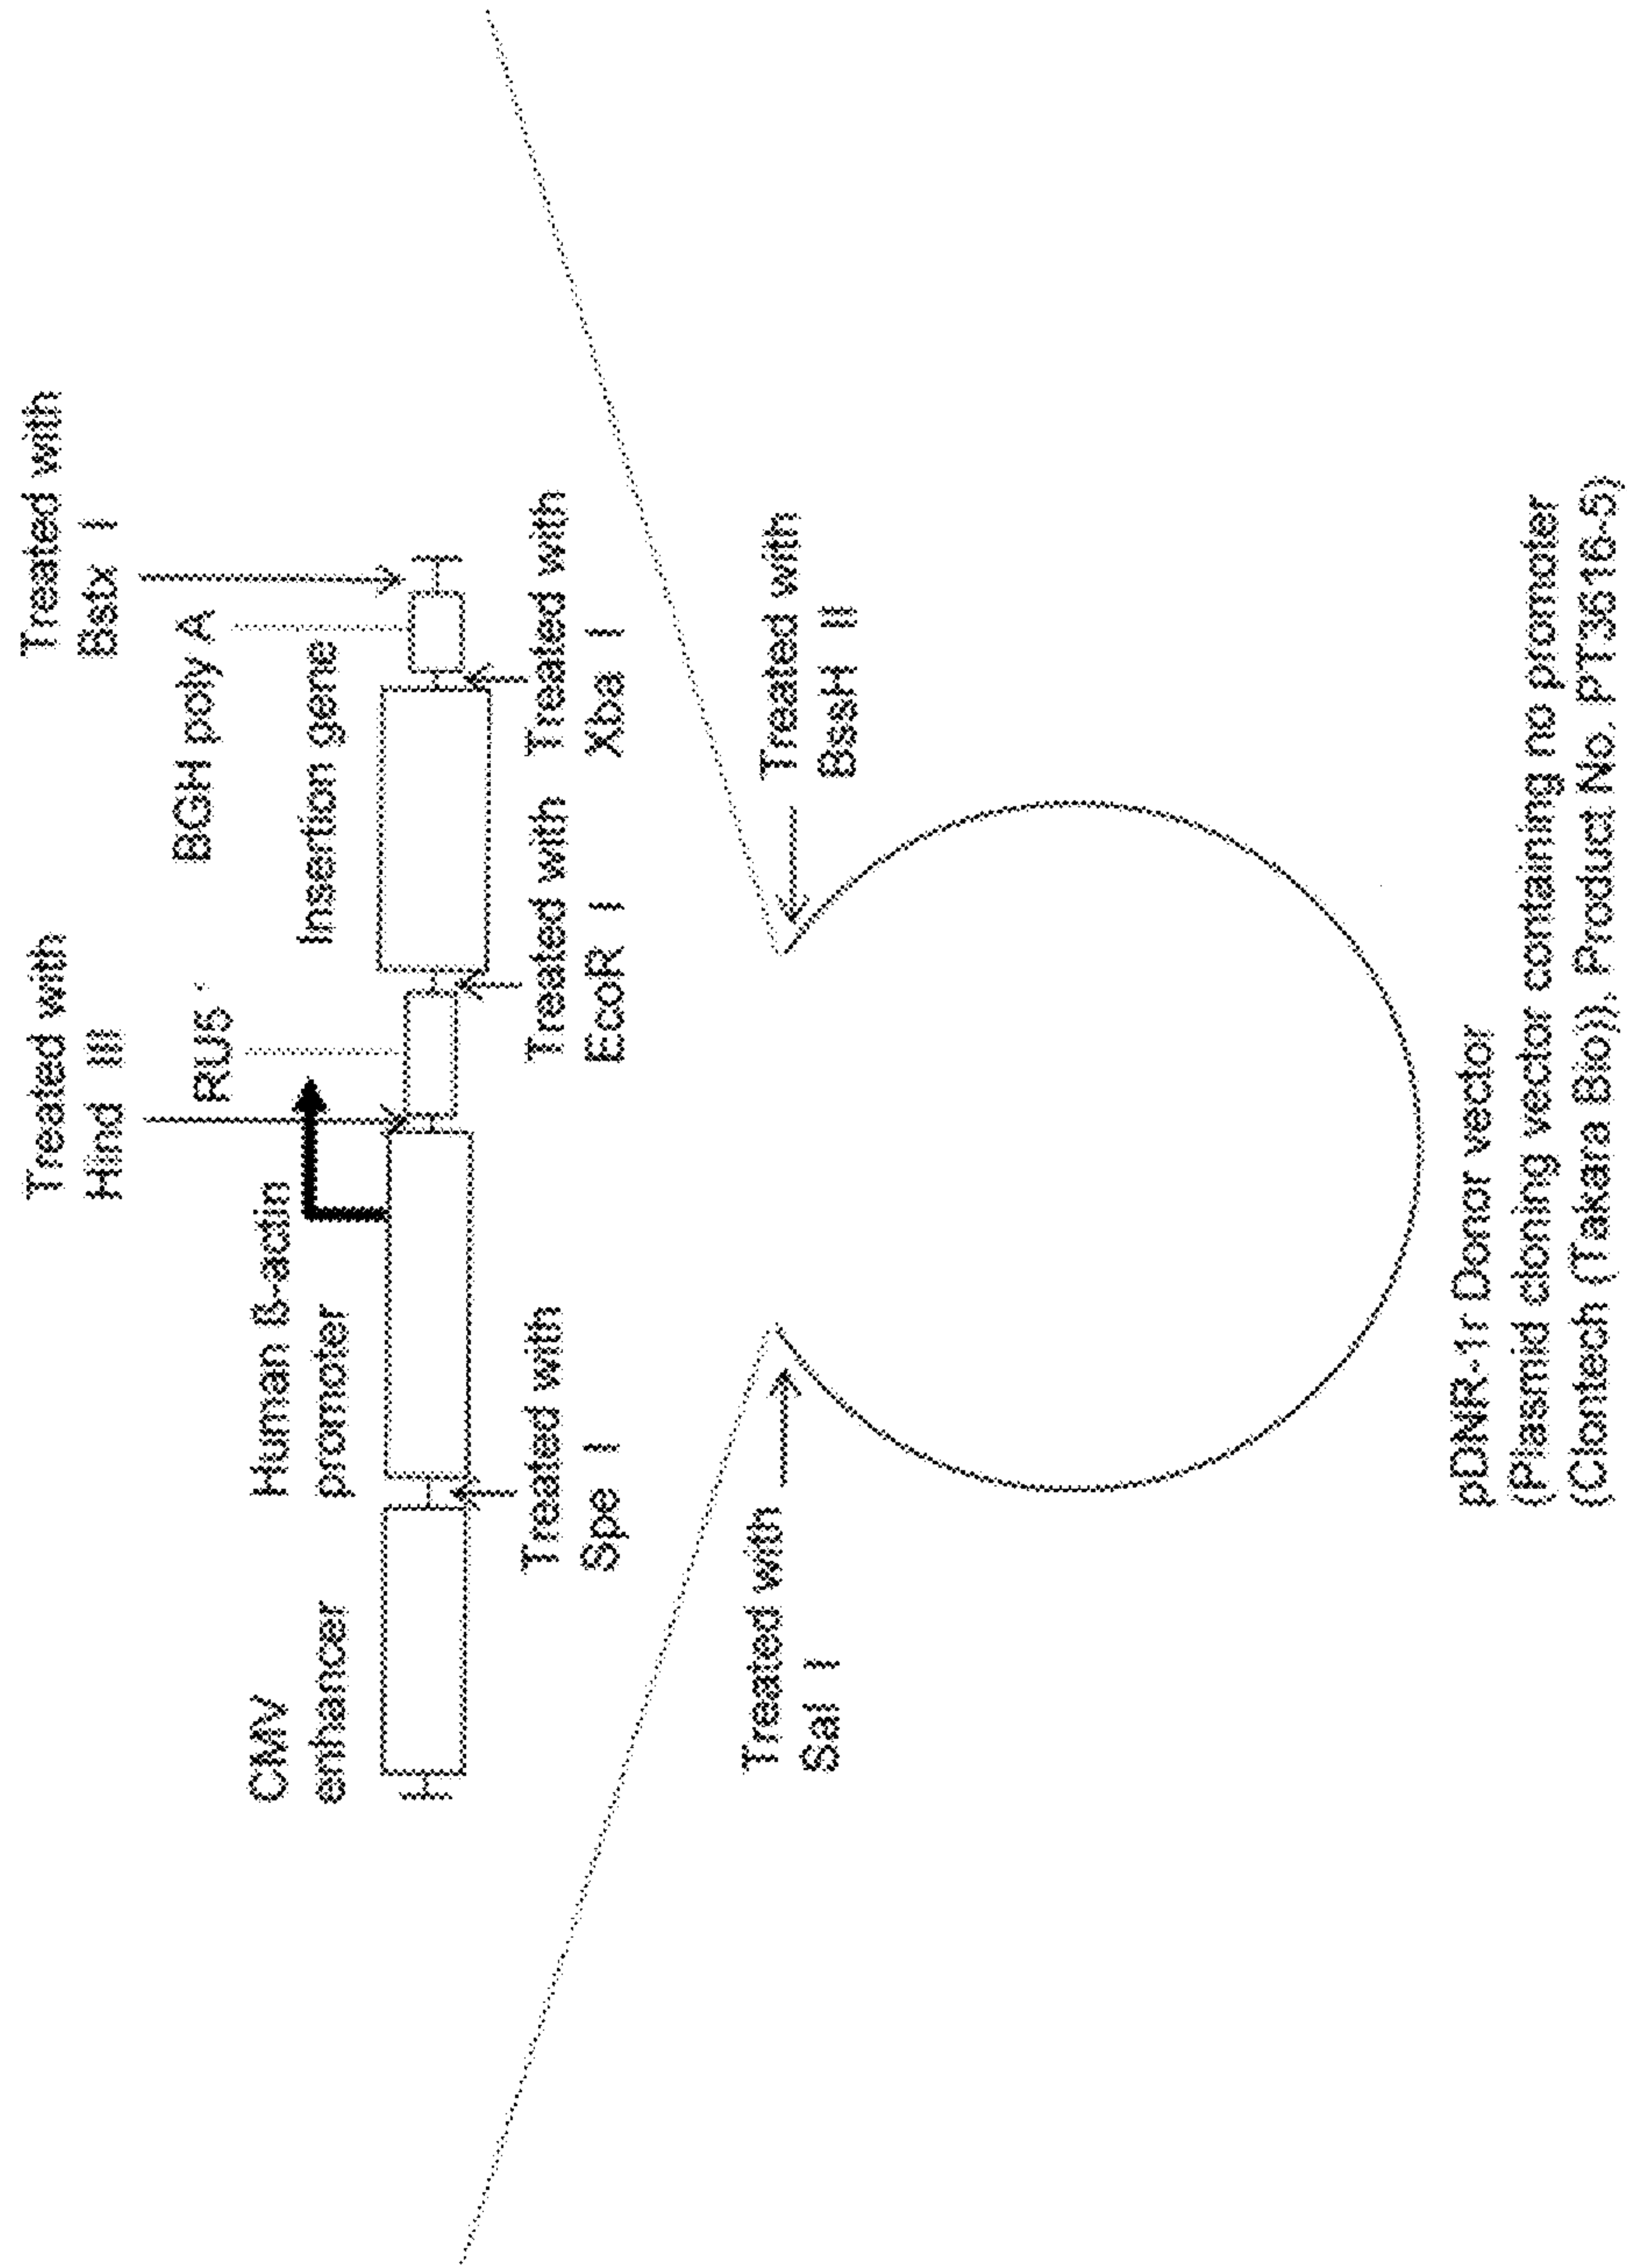 Treated with
Hind III
Treated with
Bstx I
RU5'
BGH poly A
CMV
enhancer
Human ß-actin
promoter
Insertion gene
Treated with
Spe I
Treated with
EcoR I
Treated with
Xba I
Treated with
Sal I
Treated with
BssH II
pDNR-1r Donor vector
(Plasmid cloning vector containing no promoter
(Clontech (Takara Bio)), Product No. PT3616-5)